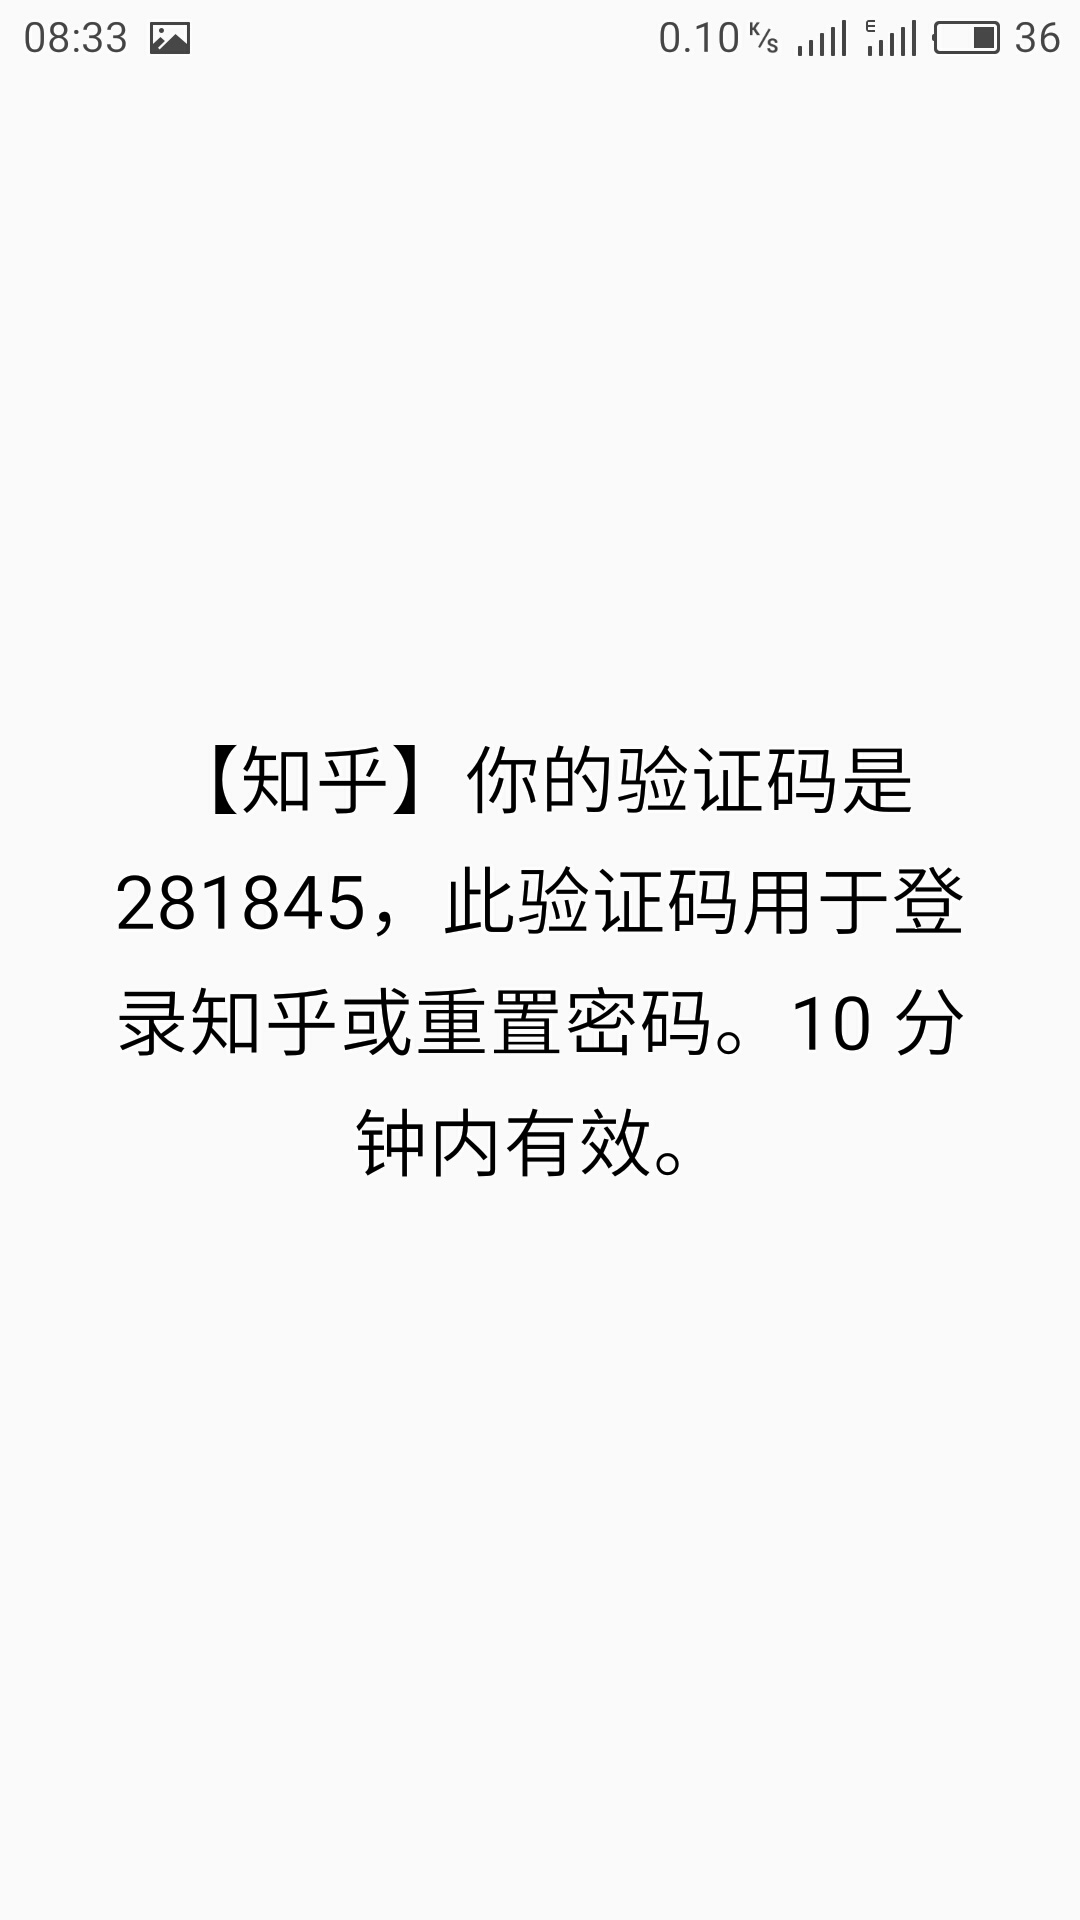 08:33 0.10 K/s E 36
【知乎】你的验证码是
281845，此验证码用于登
录知乎或重置密码。10 分
钟内有效。